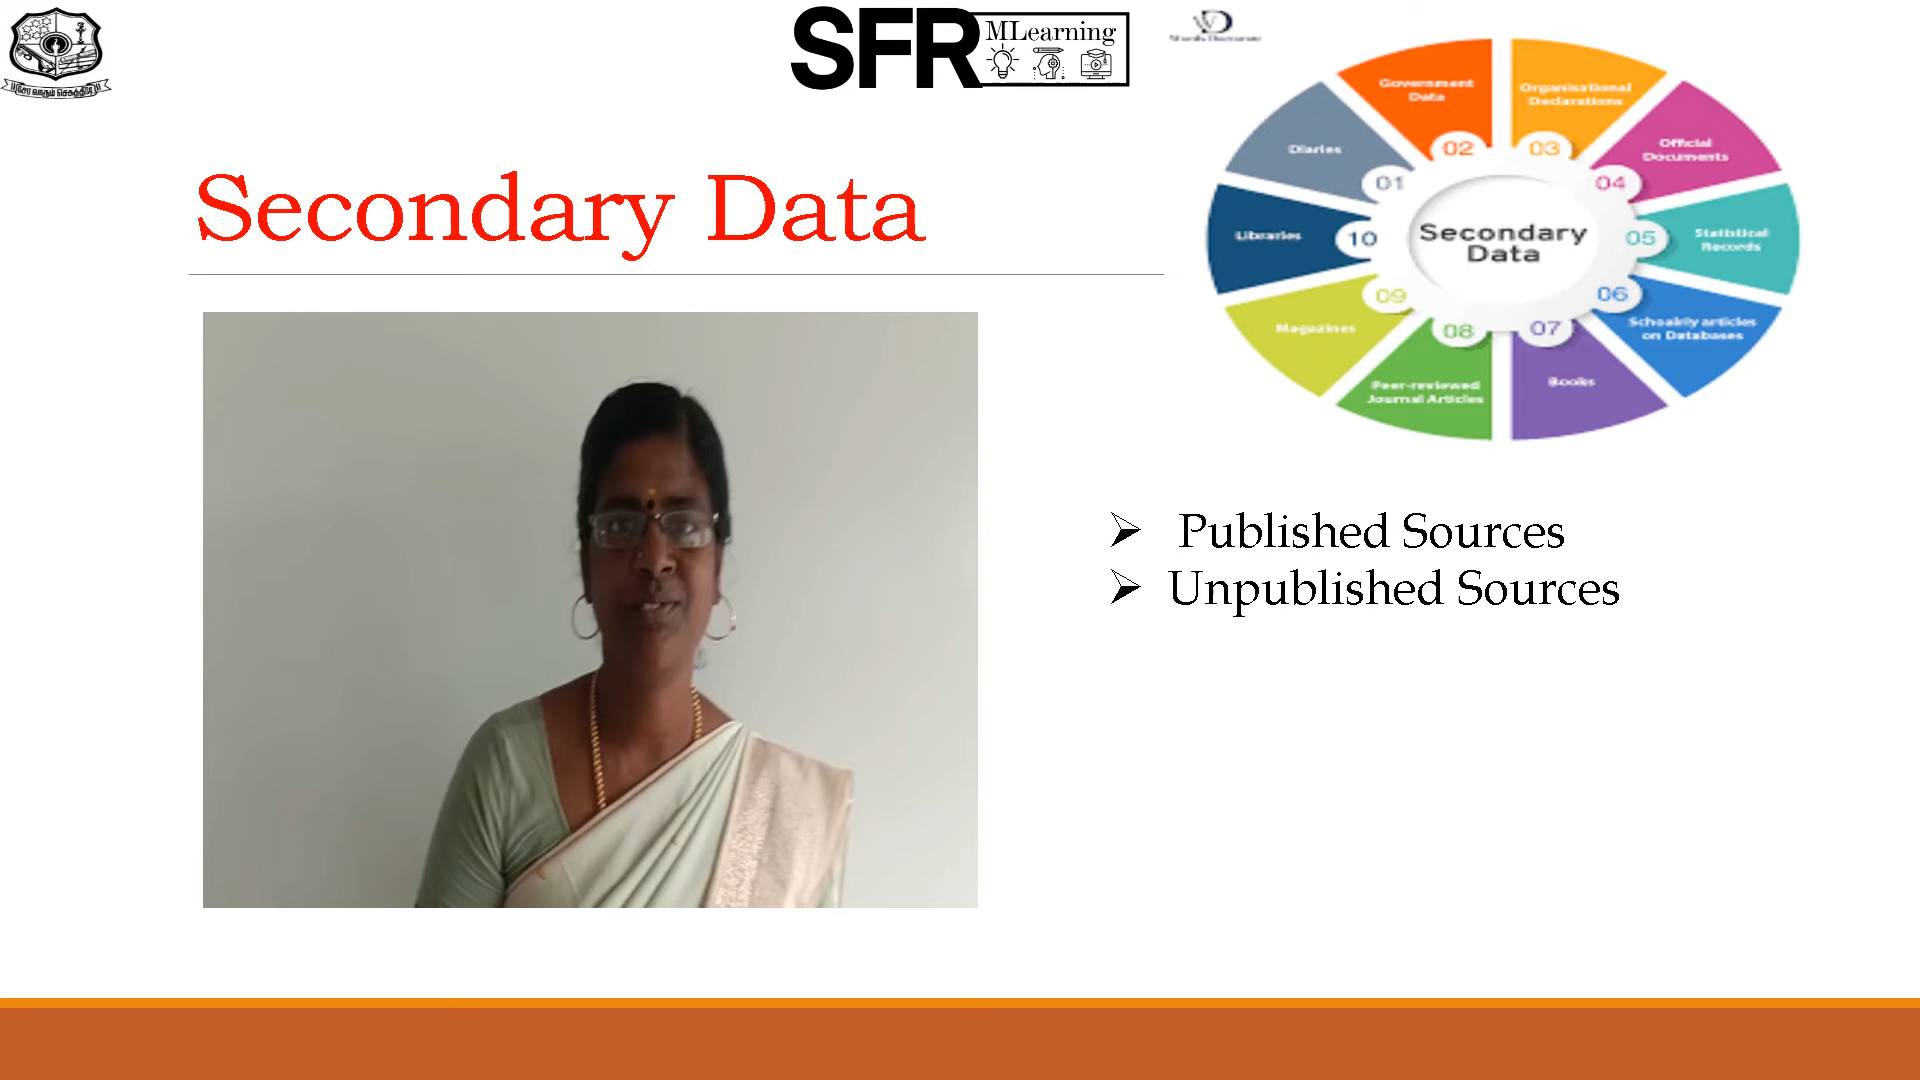 SFR
MLearning
Secondary Data
Government
Data
Organisational
Declarations
Diaries
02
03
Official
Documents
01
04
Libraries
10
Secondary
Data
05
Statistical
Records
09
06
Magazines
08
07
Schoalrly articles
on Databases
Peer-reviewed
Journal Articles
Books
➢ Published Sources
➢ Unpublished Sources